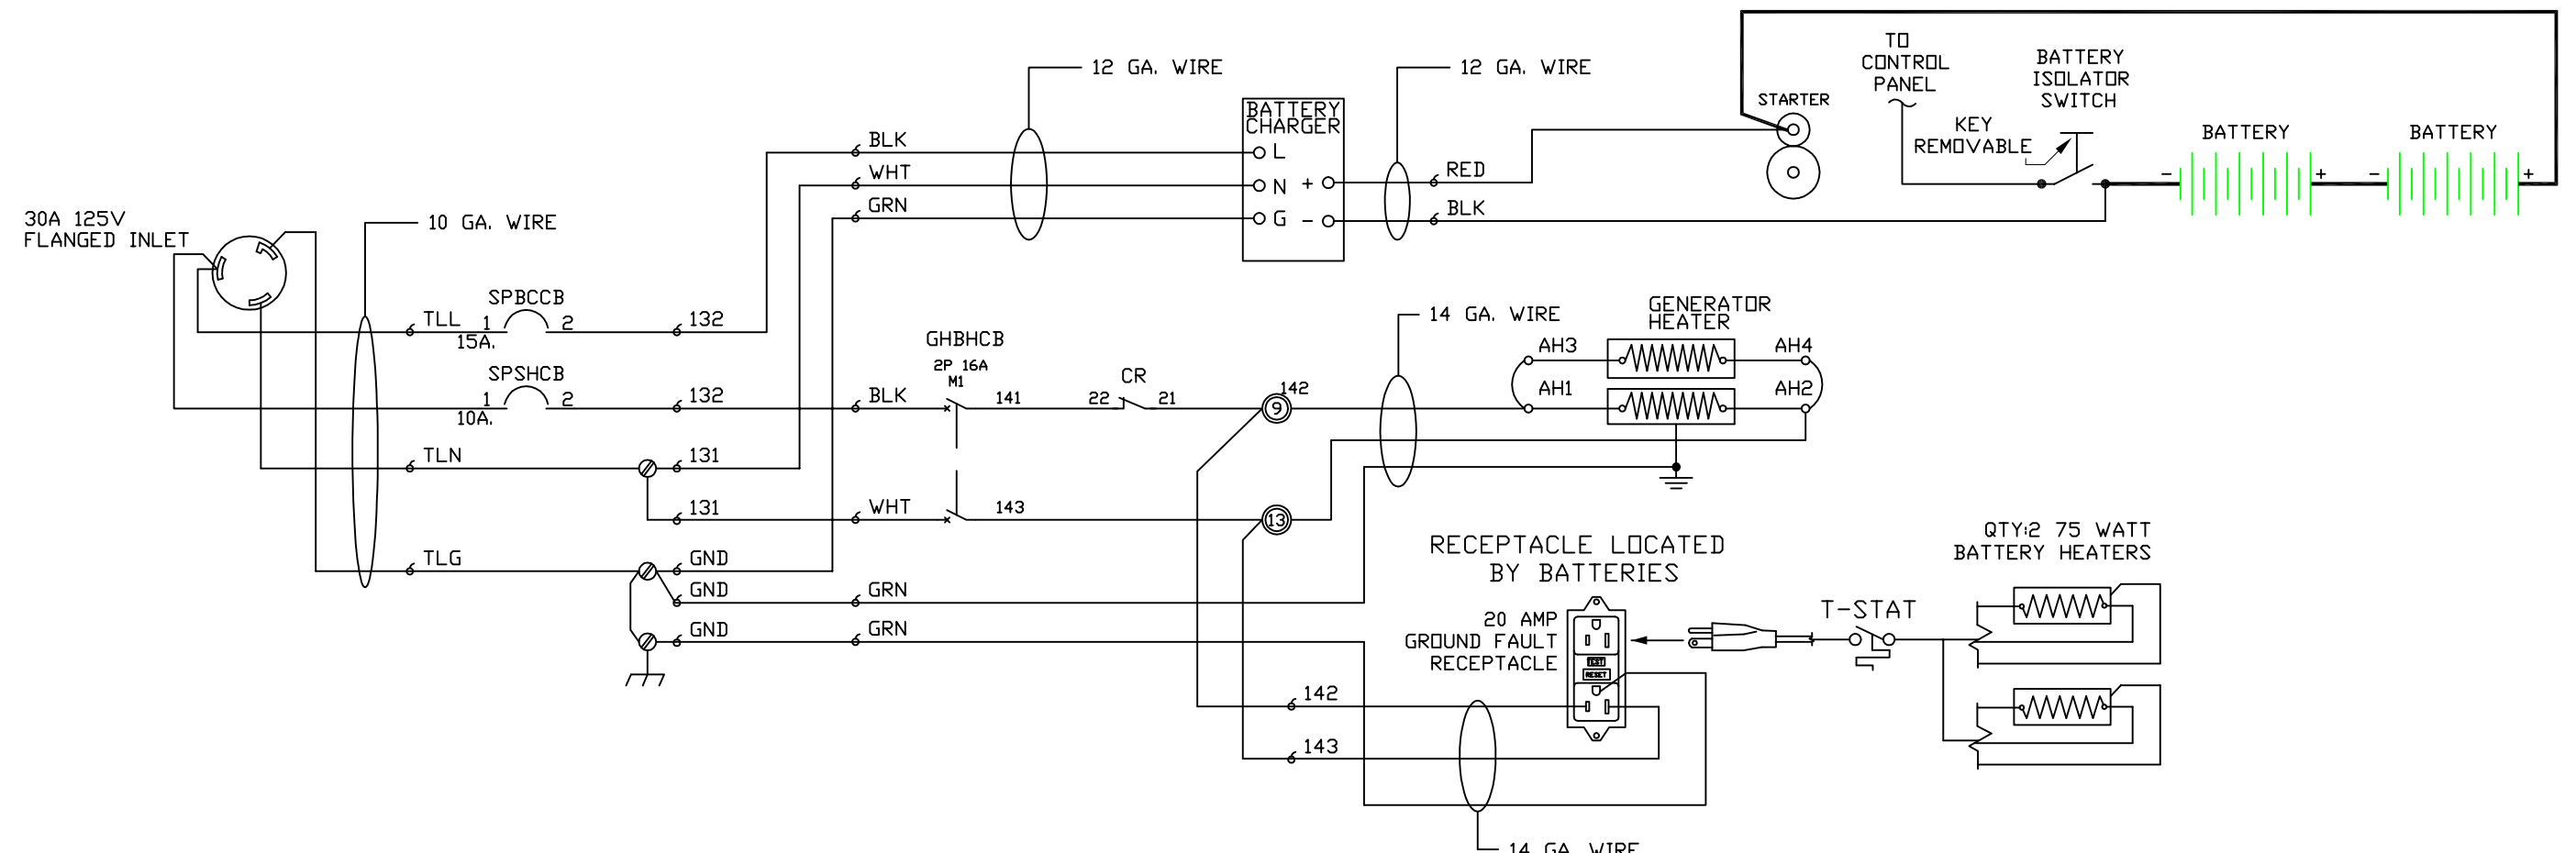 12 GA. WIRE
12 GA. WIRE
TO
CONTROL
PANEL
BATTERY
ISOLATOR
SWITCH
STARTER
KEY
REMOVABLE
BATTERY
BATTERY
BATTERY
CHARGER
BLK
L
WHT
N
+
RED
GRN
G
-
BLK
-
+
-
+
30A 125V
FLANGED INLET
10 GA. WIRE
SPBCCB
TLL
1
2
15A.
132
SPSHCB
1
2
10A.
132
BLK
GHBHCB
2P 16A
M1
141
CR
22
21
142
9
14 GA. WIRE
GENERATOR
HEATER
AH3
AH4
AH1
AH2
TLN
131
131
WHT
143
13
TLG
GND
GND
GRN
GND
GRN
RECEPTACLE LOCATED
BY BATTERIES
20 AMP
GROUND FAULT
RECEPTACLE
TEST
RESET
T-STAT
QTY:2 75 WATT
BATTERY HEATERS
142
143
14 GA. WIRE